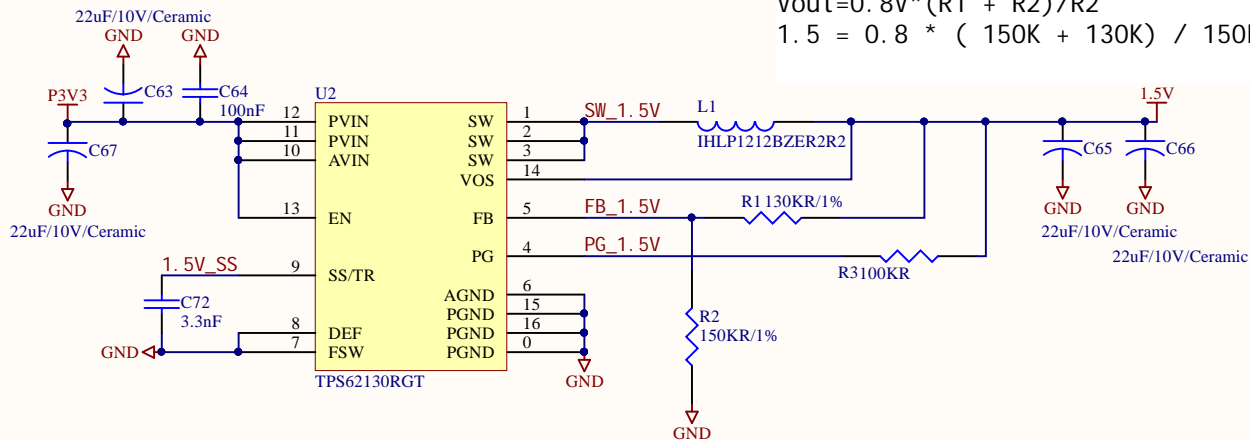 Vout=0.8V*(R1 + R2)/R2
1.5 = 0.8 * ( 150K + 130K) / 150
22uF/10V/Ceramic
GND
GND
P3V3
C63
C64
100nF
C67
GND
22uF/10V/Ceramic
U2
12 PVIN
11 PVIN
10 AVIN
13 EN
9 SS/TR
8 DEF
7 FSW
SW 1
SW 2
SW 3
VOS 14
FB 5
PG 4
AGND 6
PGND 15
PGND 16
PGND 0
TPS62130RGT
1.5V_SS
C72
3.3nF
GND
SW_1.5V
L1
IHLP1212BZER2R2
FB_1.5V
R1 130KR/1%
PG_1.5V
R3 100KR
R2
150KR/1%
GND
GND
1.5V
C65
C66
GND
GND
22uF/10V/Ceramic
22uF/10V/Ceramic